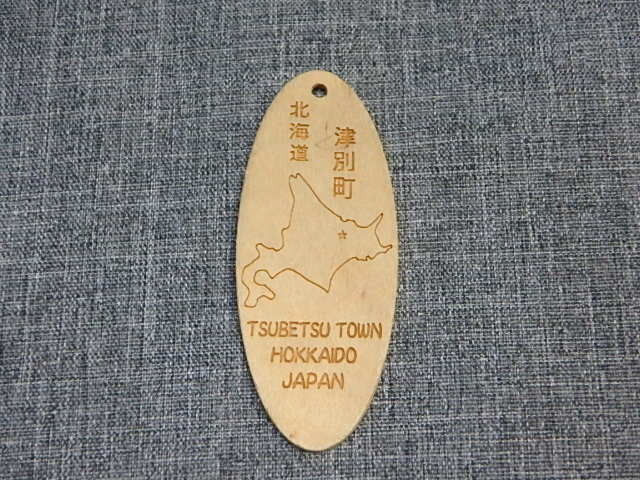 北海道
津別町
TSUBETSU TOWN
HOKKAIDO
JAPAN